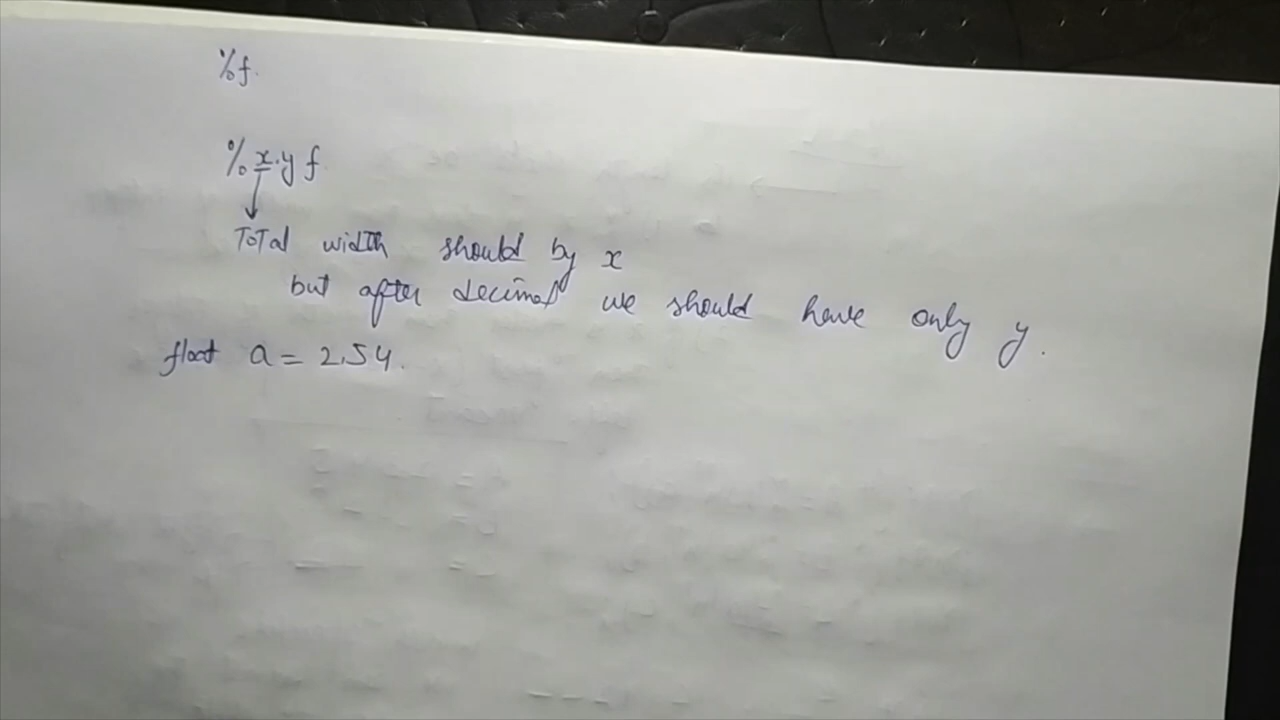 %f.
%x.y f
Total width should by x
but after decimal we should have only y.
float a = 2.54.